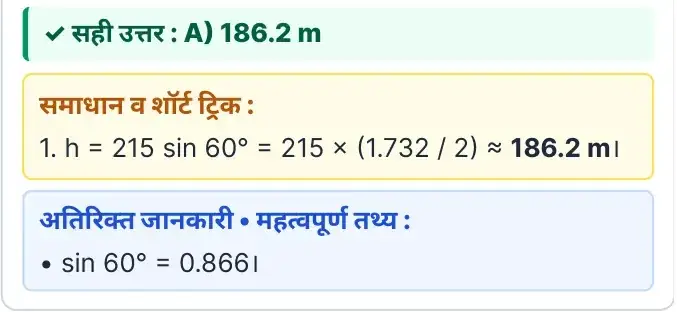 ✓ सही उत्तर : A) 186.2 m
समाधान व शॉर्ट ट्रिक :
1. h = 215 sin 60° = 215 × (1.732 / 2) ≈ 186.2 m।
अतिरिक्त जानकारी • महत्वपूर्ण तथ्य :
• sin 60° = 0.866।